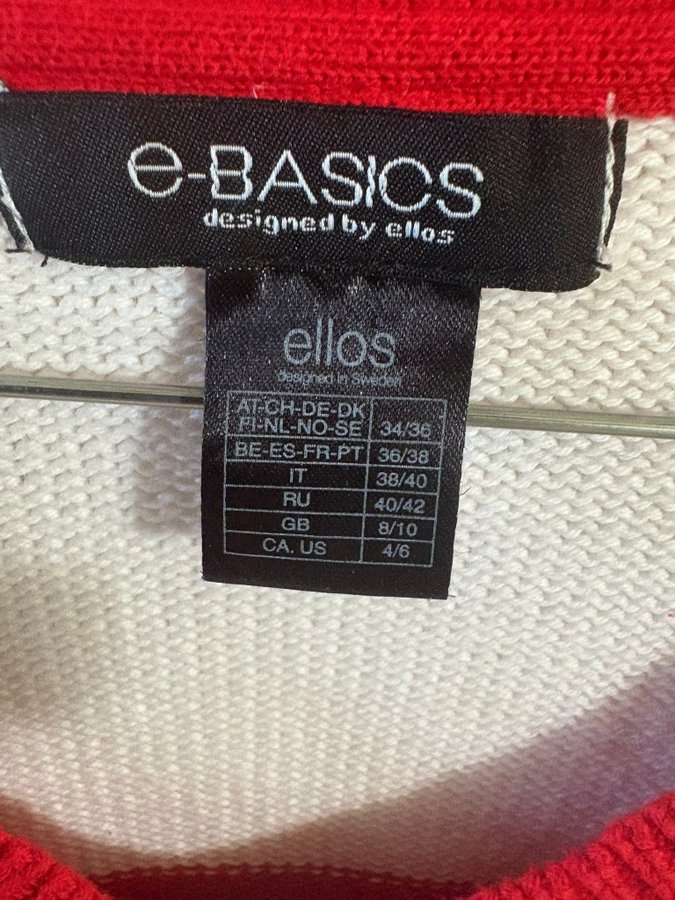 e-BASICS
designed by ellos
ellos
designed in Sweden
AT-CH-DE-DK
FI-NL-NO-SE 34/36
BE-ES-FR-PT 36/38
IT 38/40
RU 40/42
GB 8/10
CA. US 4/6